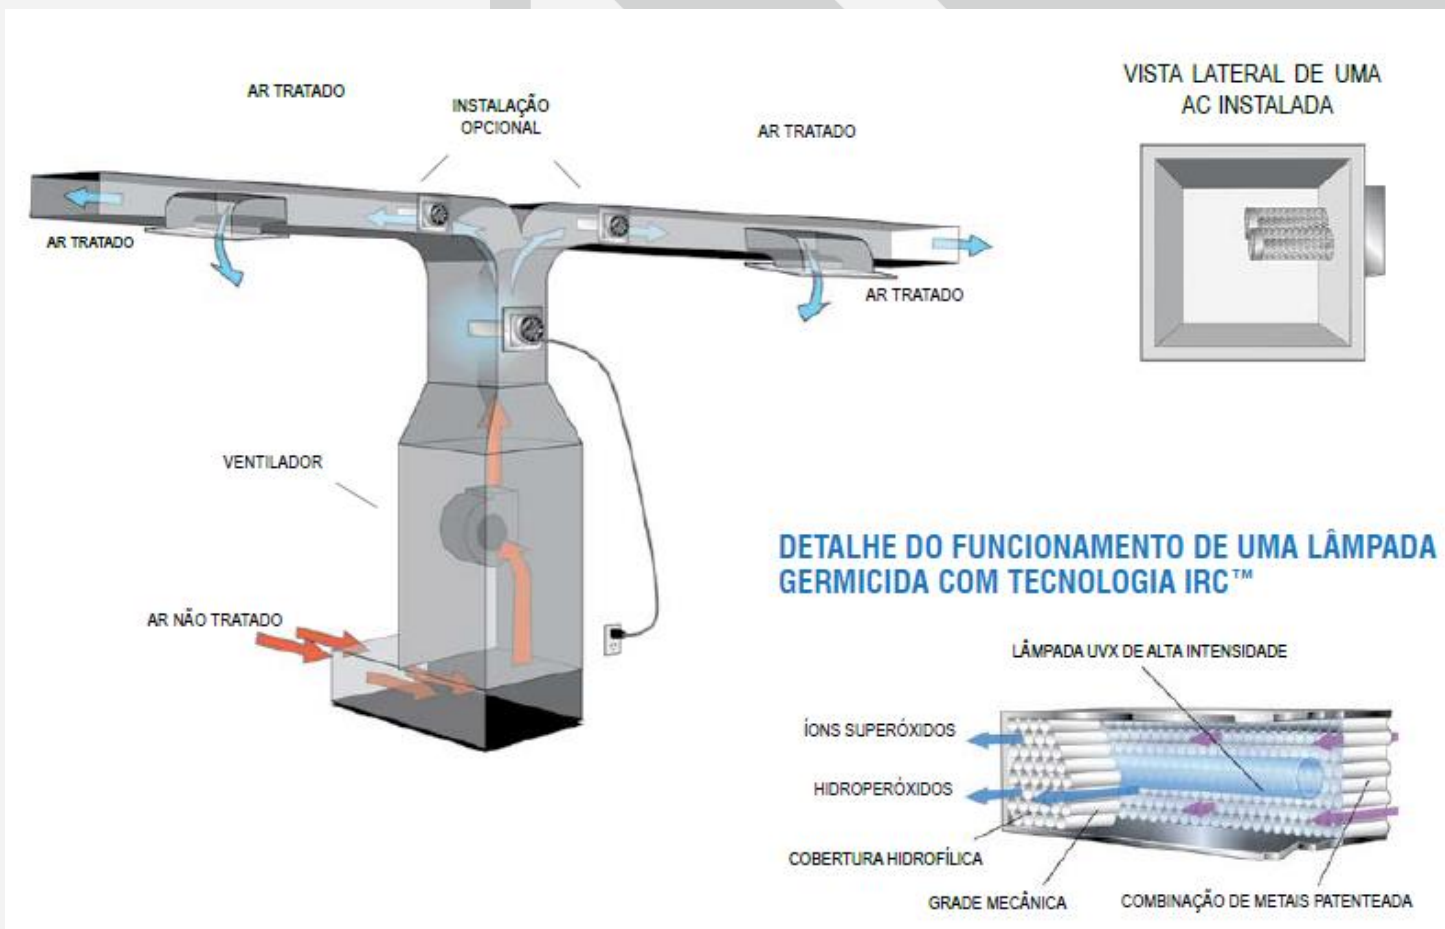 AR TRATADO
INSTALAÇÃO
OPCIONAL
AR TRATADO
AR TRATADO
AR TRATADO
VENTILADOR
AR NÃO TRATADO
VISTA LATERAL DE UMA
AC INSTALADA
DETALHE DO FUNCIONAMENTO DE UMA LÂMPADA
GERMICIDA COM TECNOLOGIA IRC™
LÂMPADA UVX DE ALTA INTENSIDADE
ÍONS SUPERÓXIDOS
HIDROPERÓXIDOS
COBERTURA HIDROFÍLICA
GRADE MECÂNICA
COMBINAÇÃO DE METAIS PATENTEADA